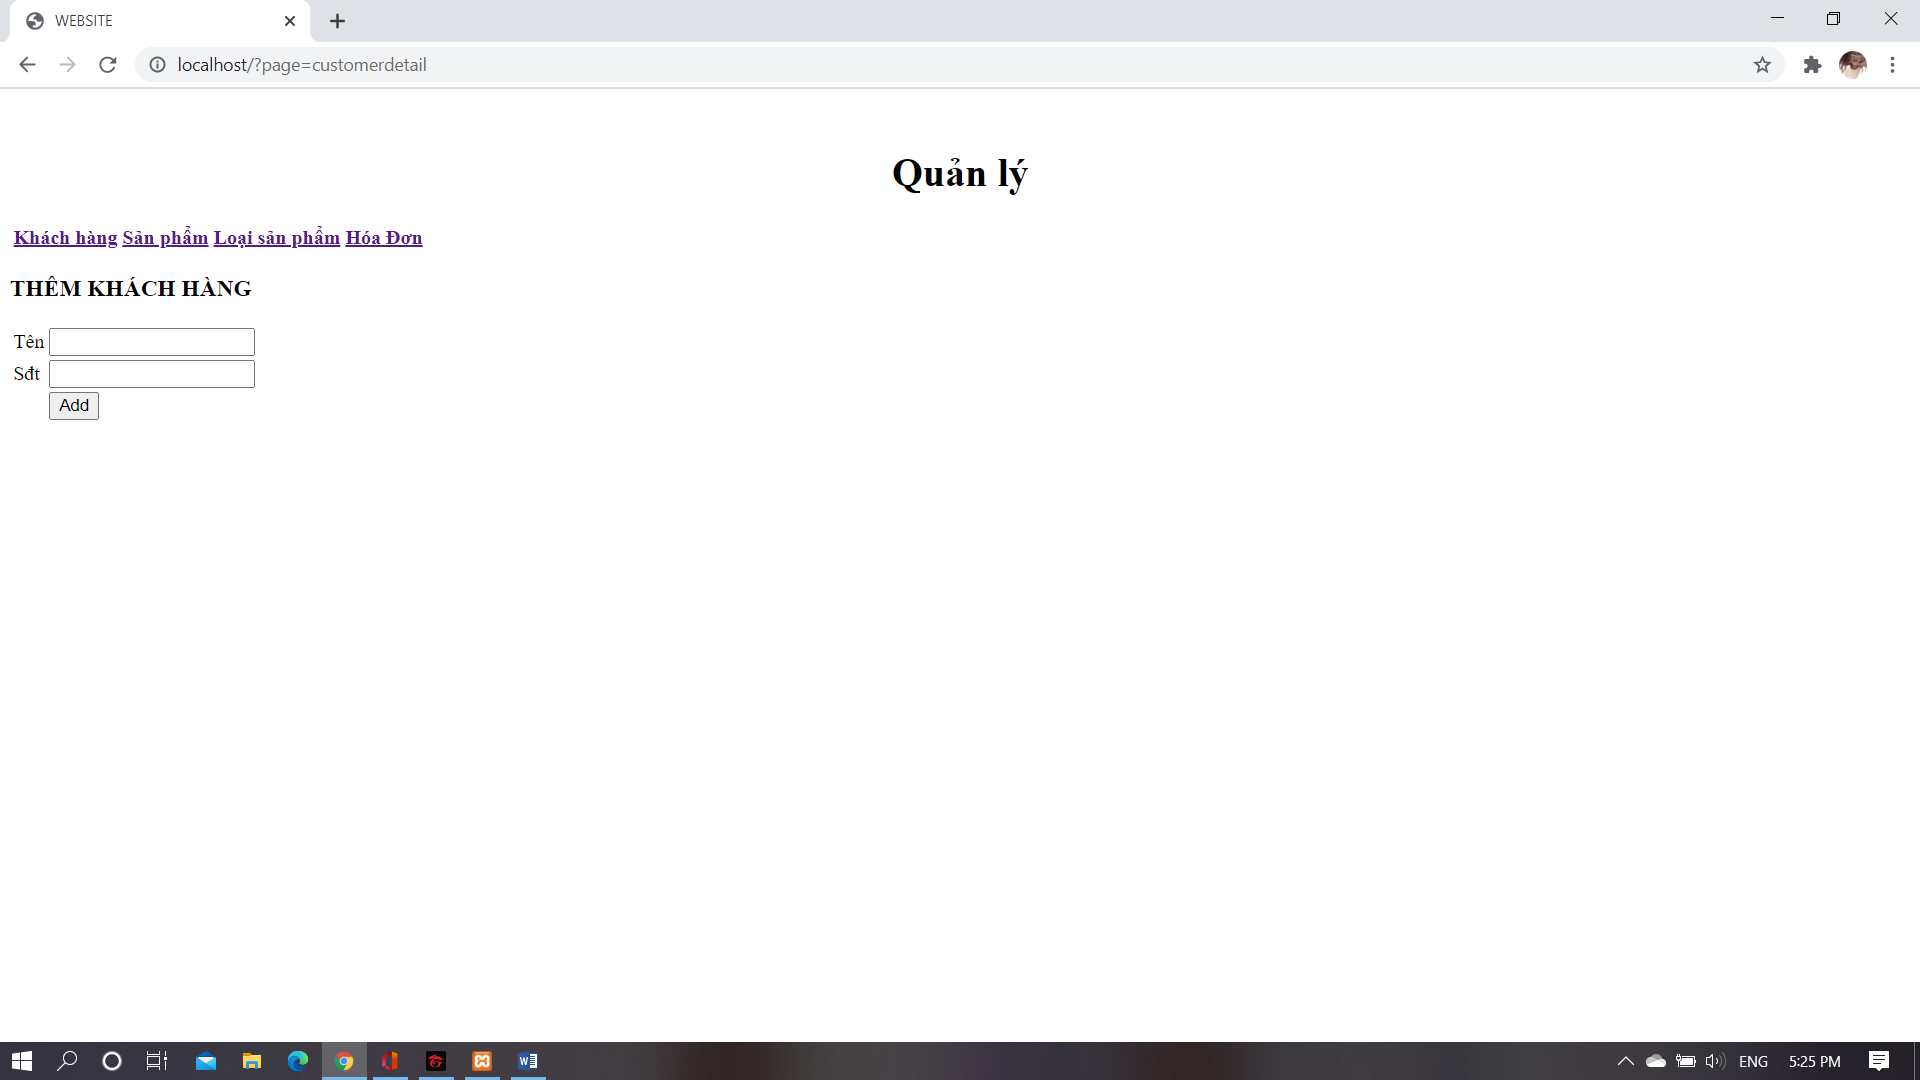 WEBSITE
localhost/?page=customerdetail
Quản lý
Khách hàng Sản phẩm Loại sản phẩm Hóa Đơn
THÊM KHÁCH HÀNG
Tên
Sđt
Add
ENG 5:25 PM